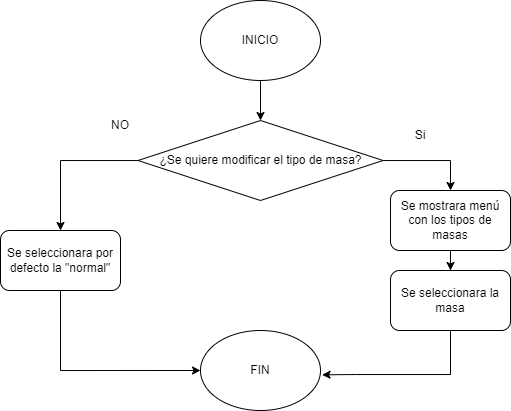 INICIO
NO
Si
¿Se quiere modificar el tipo de masa?
Se mostrara menú
con los tipos de
masas
Se seleccionara por
defecto la "normal"
Se seleccionara la
masa
FIN